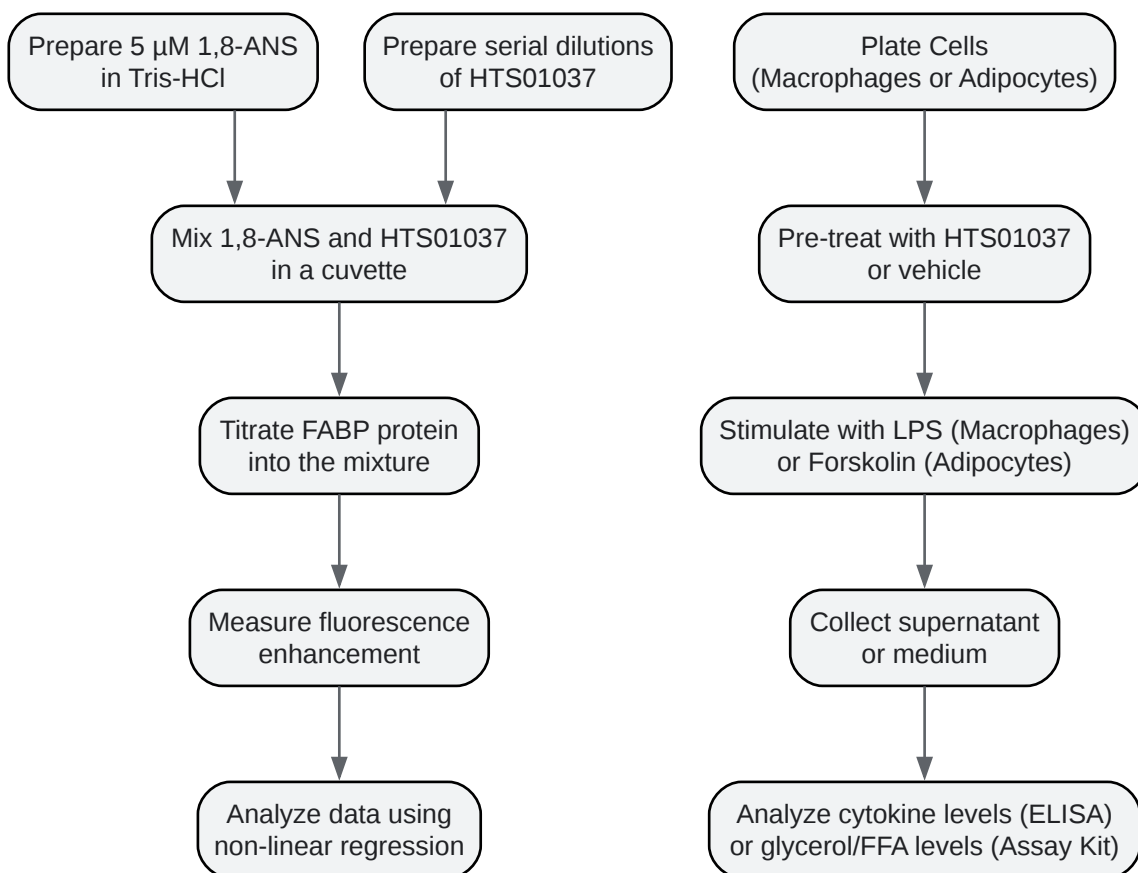 Prepare 5 µM 1,8-ANS
in Tris-HCl
Prepare serial dilutions
of HTS01037
Mix 1,8-ANS and HTS01037
in a cuvette
Titrate FABP protein
into the mixture
Measure fluorescence
enhancement
Analyze data using
non-linear regression
Plate Cells
(Macrophages or Adipocytes)
Pre-treat with HTS01037
or vehicle
Stimulate with LPS (Macrophages)
or Forskolin (Adipocytes)
Collect supernatant
or medium
Analyze cytokine levels (ELISA)
or glycerol/FFA levels (Assay Kit)